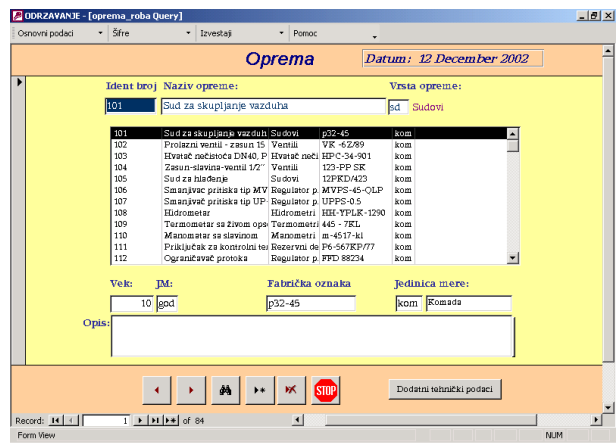 ODRZAVANJE - [oprema_roba Query]
Osnovni podaci Šifre Izvestaji Pomoc
Oprema Datum: 12 December 2002
Ident broj Naziv opreme: Vrsta opreme:
101 Sud za skupljanje vazduha sd Sudovi
101 Sud za skupljanje vazduh Sudovi p32-45 kom
102 Prolazni ventil - zasun 15 Ventili VK -62/89 kom
103 Hvatač nečistoća DN40, P Hvatač neči HPC-34-901 kom
104 Zasun-slavina-ventil 1/2" Ventili 123-PP SK kom
105 Sud za hlađenje Sudovi 12PKD/423 kom
106 Smanjivač pritiska tip MV Regulator p. MVPS-45-QLP kom
107 Smanjivač pritiska tip UP- Regulator p. UPPS-0.5 kom
108 Hidrometar Hidrometri HH-YPLK-1290 kom
109 Termometar sa živom opse Termometri 445 - 7KL kom
110 Manomatar sa slavinom Manometri m-4517-kl kom
111 Priključak za kontrolni ter Rezervni de P6-567KP/77 kom
112 Ograničavač protoka Regulator p. FFD 88234 kom
Vek: JM: Fabrička oznaka Jedinica mere:
10 god p32-45 kom Komada
Opis:
STOP Dodatni tehnički podaci
Record: 1 of 84
Form View NUM